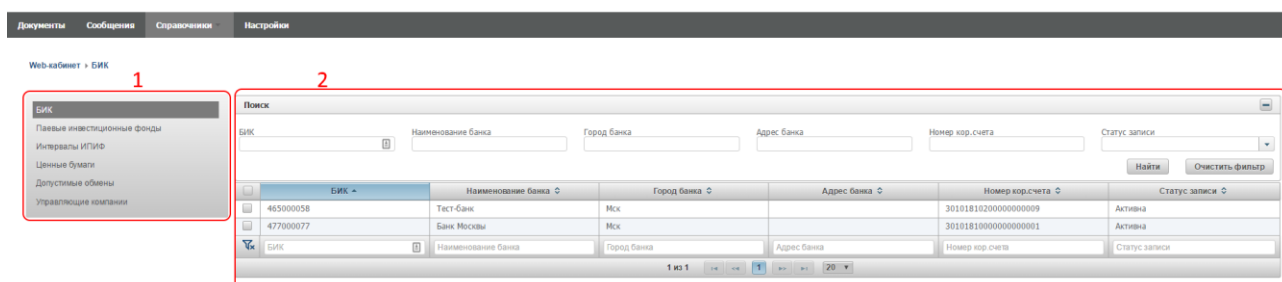 Документы Сообщения Справочники Настройки
Web-кабинет › БИК
1 2
БИК
Паевые инвестиционные фонды
Интервалы ИПИФ
Ценные бумаги
Допустимые обмены
Управляющие компании
Поиск
БИК Наименование банка Город банка Адрес банка Номер кор.счета Статус записи
Найти Очистить фильтр
БИК Наименование банка Город банка Адрес банка Номер кор.счета Статус записи
465000058 Тест-банк Мск 30101810200000000009 Активна
477000077 Банк Москвы Мск 30101810000000000001 Активна
БИК Наименование банка Город банка Адрес банка Номер кор.счета Статус записи
1 из 1 1 20